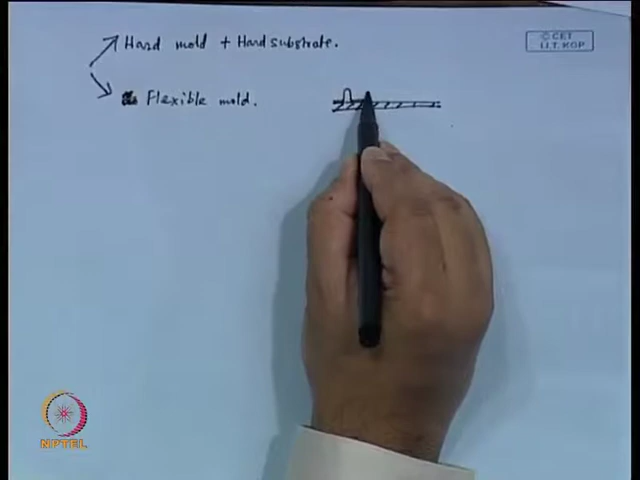 Hard mold + Hard substrate.
© CET
I.I.T. KGP
Flexible mold.
NPTEL